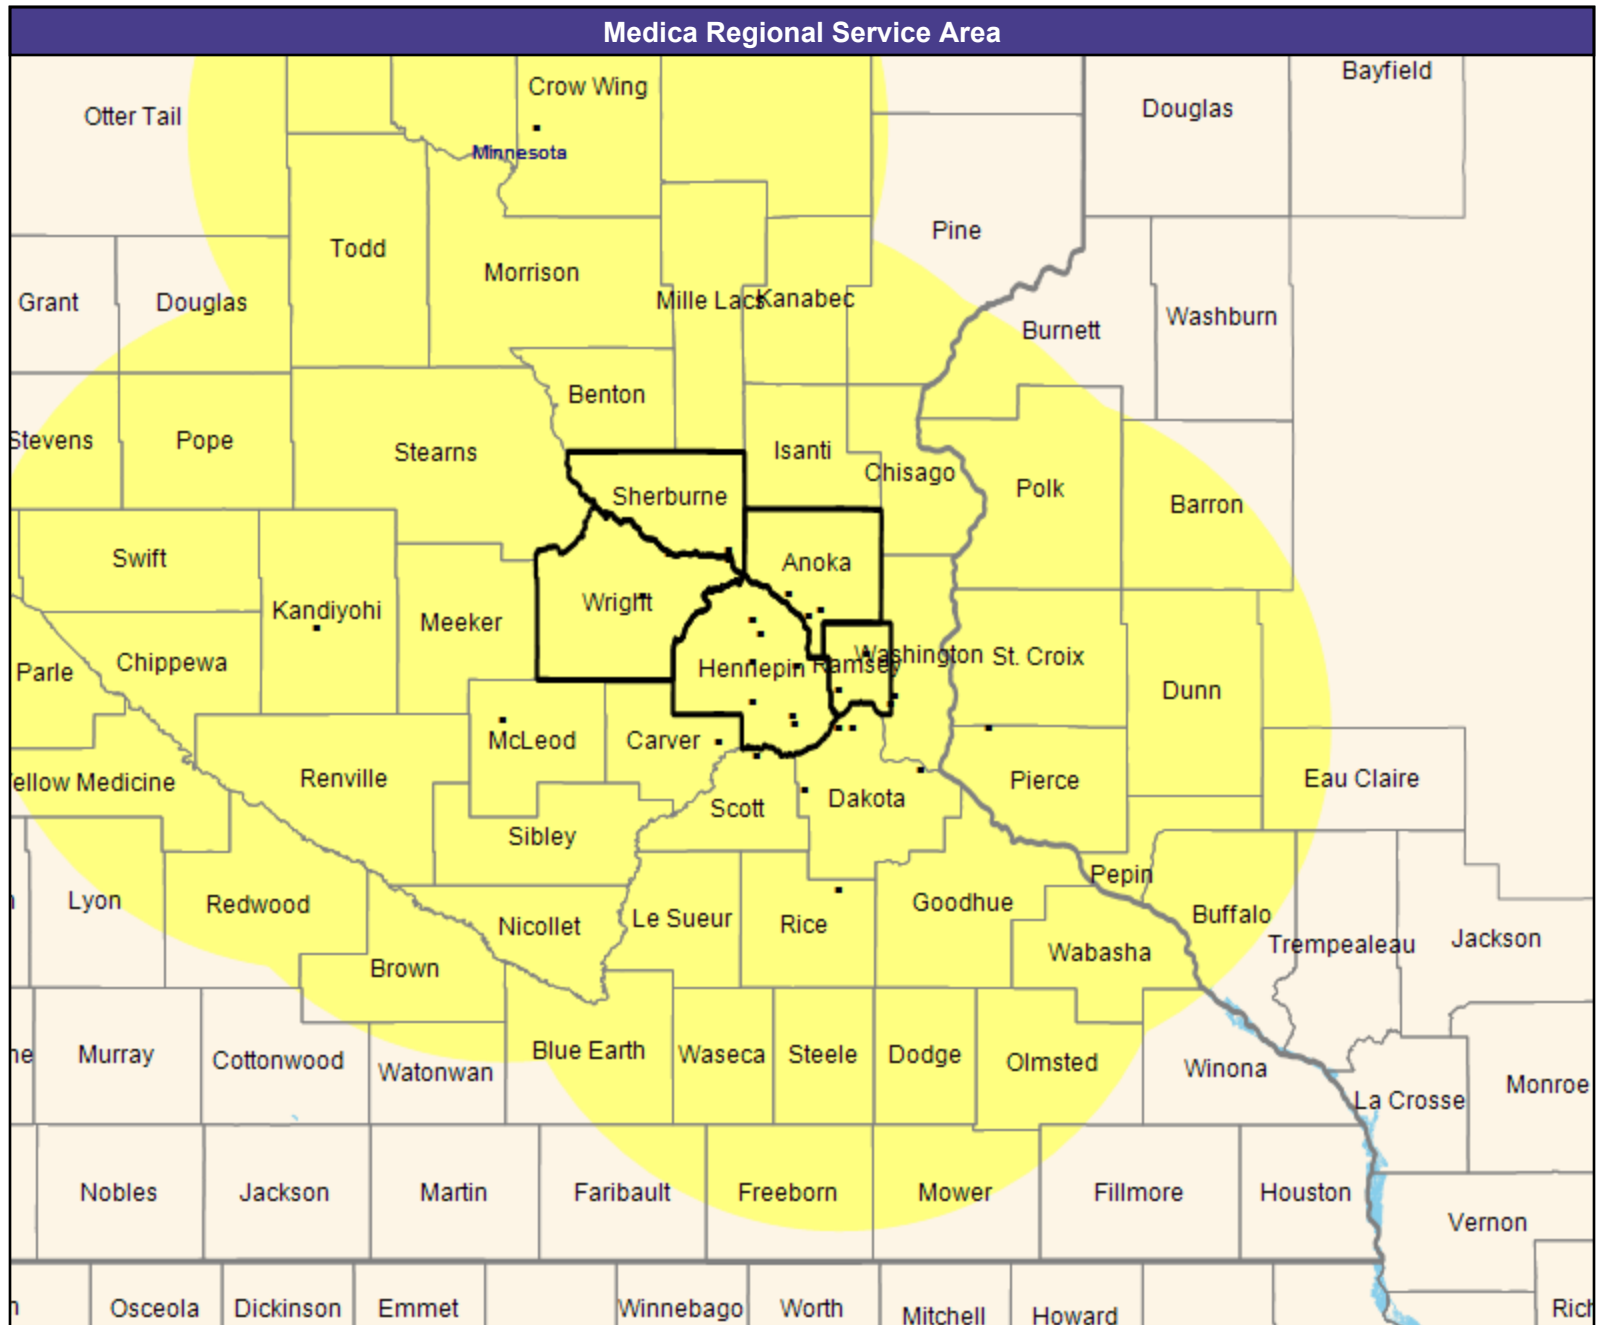 Medica Regional Service Area
Bayfield
Crow Wing
Douglas
Otter Tail
Minnesota
Pine
Todd
Morrison
Grant
Douglas
Mille Lacs
Kanabec
Washburn
Burnett
Benton
Stevens
Pope
Stearns
Isanti
Chisago
Polk
Sherburne
Barron
Swift
Anoka
Wright
Kandiyohi
Meeker
Washington
St. Croix
Chippewa
Parle
Hennepin
Ramsey
Dunn
McLeod
Carver
Renville
ellow Medicine
Pierce
Eau Claire
Dakota
Scott
Sibley
Pepin
Lyon
Redwood
Goodhue
Buffalo
Le Sueur
Nicollet
Rice
Trempealeau
Jackson
Wabasha
Brown
ne
Murray
Cottonwood
Blue Earth
Waseca
Steele
Dodge
Olmsted
Winona
Watonwan
Monroe
La Crosse
Nobles
Jackson
Martin
Faribault
Freeborn
Mower
Fillmore
Houston
Vernon
Osceola
Dickinson
Emmet
Winnebago
Worth
Mitchell
Howard
Rich